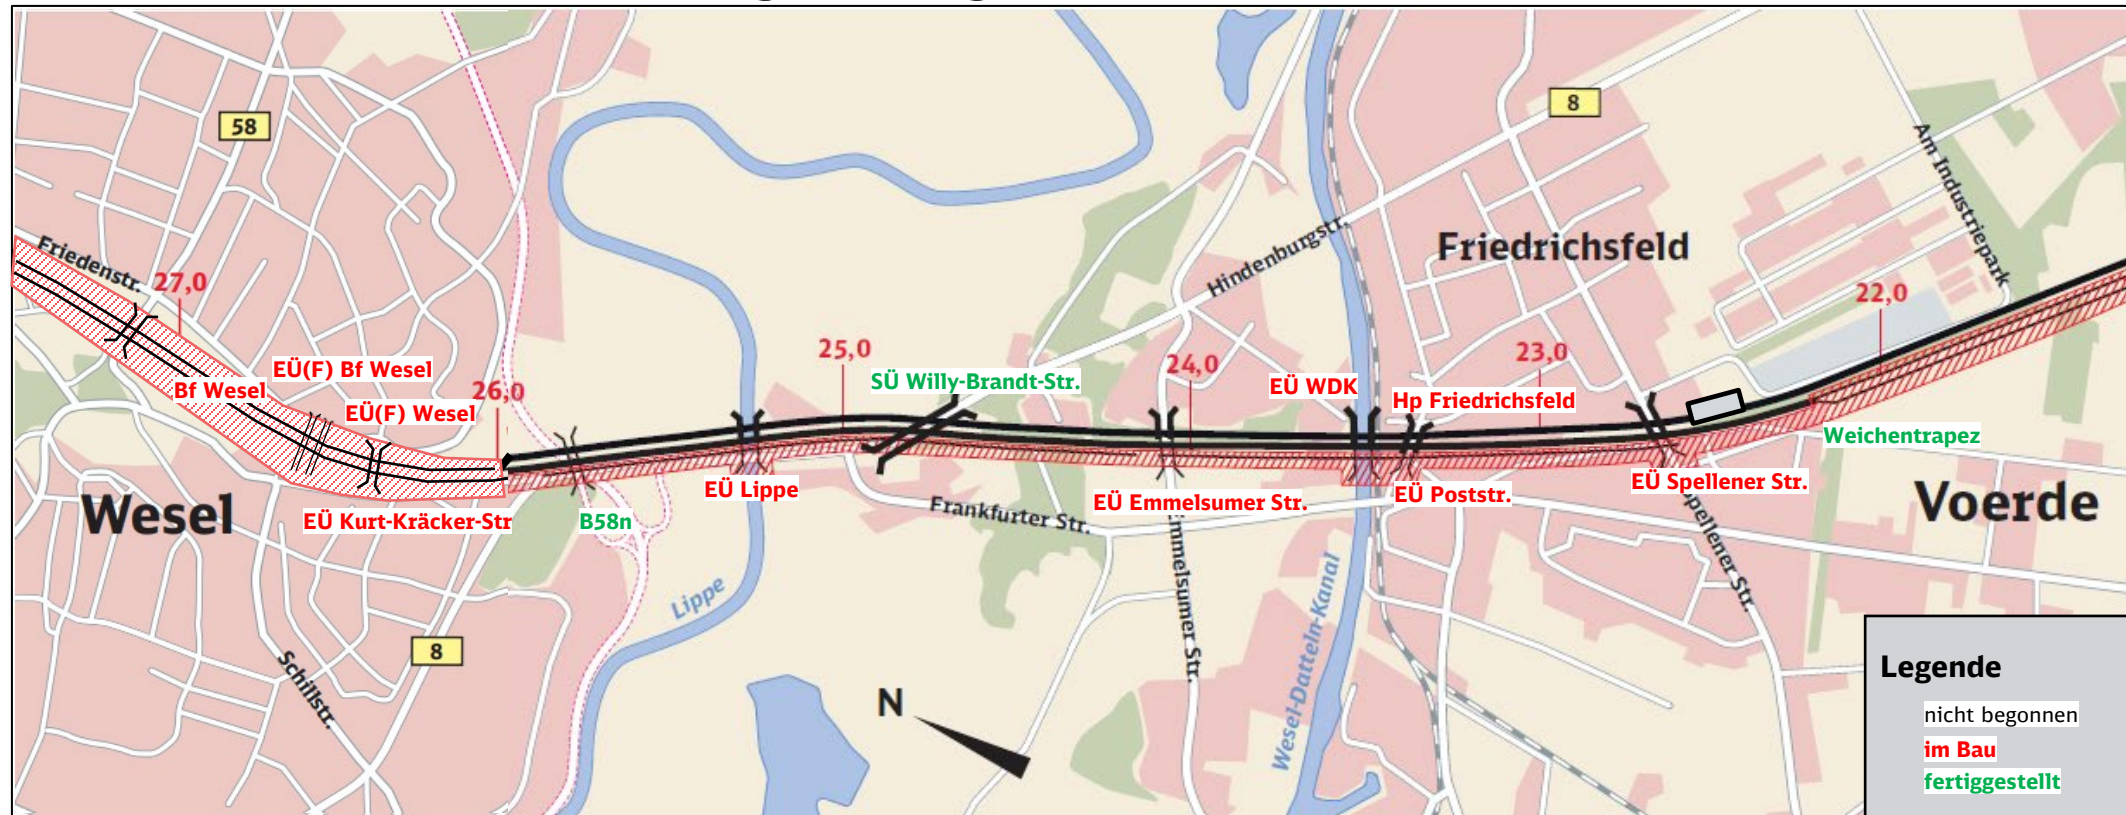 58
8
Am Industriepark
Friedenstr.
27,0
Hindenburgstr.
Friedrichsfeld
22,0
25,0
24,0
23,0
EÜ(F) Bf Wesel
Bf Wesel
26,0
SÜ Willy-Brandt-Str.
EÜ WDK
Hp Friedrichsfeld
EÜ(F) Wesel
Weichentrapez
Wesel
EÜ Kurt-Kräcker-Str
B58n
EÜ Lippe
Frankfurter Str.
EÜ Emmelsumer Str.
EÜ Poststr.
EÜ Spellener Str.
Voerde
Lippe
Emmelsumer Str.
Spellener Str.
Wesel-Datteln-Kanal
8
Schillstr.
N
Legende
nicht begonnen
im Bau
fertiggestellt